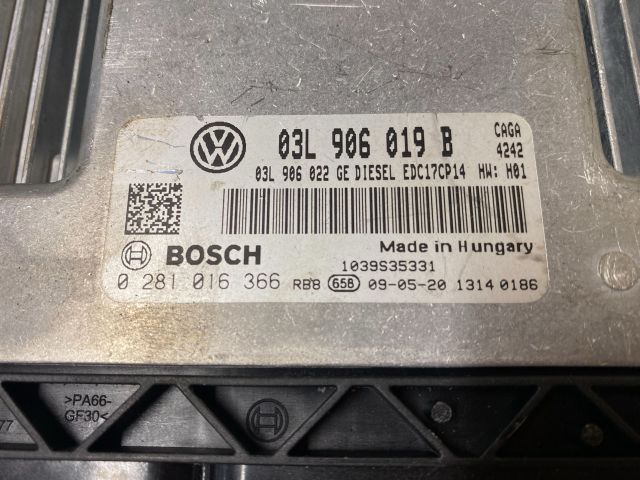 03L 906 019 B CAGA
4242
03L 906 022 GE DIESEL EDC17CP14 HW: H01
BOSCH Made in Hungary
1039S35331
0 281 016 366 RB8 658 09-05-20 1314 0186
>PA66-
GF30<
77